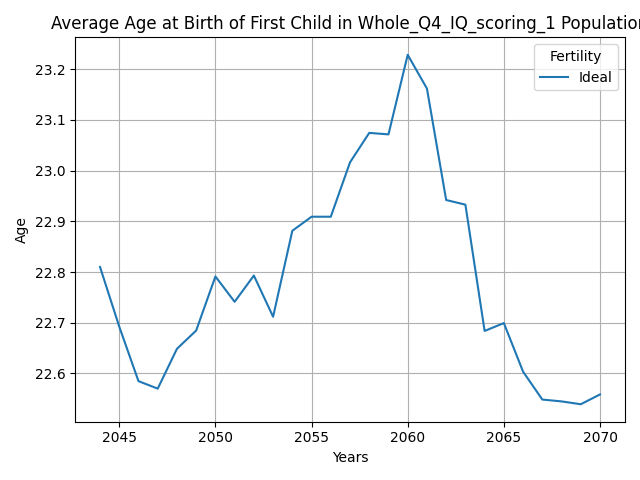 Average Age at Birth of First Child in Whole_Q4_IQ_scoring_1 Population
Fertility
Ideal
23.2
23.1
23.0
22.9
22.8
22.7
22.6
Age
2045 2050 2055 2060 2065 2070
Years